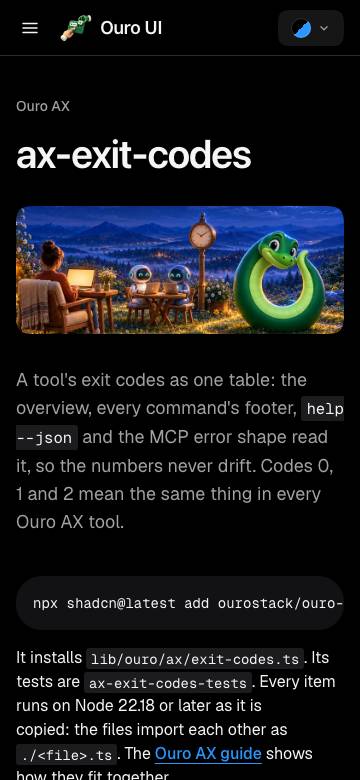 Ouro UI
Ouro AX
ax-exit-codes
A tool's exit codes as one table: the
overview, every command's footer, help
--json and the MCP error shape read
it, so the numbers never drift. Codes 0,
1 and 2 mean the same thing in every
Ouro AX tool.
npx shadcn@latest add ourostack/ouro-
It installs lib/ouro/ax/exit-codes.ts. Its
tests are ax-exit-codes-tests. Every item
runs on Node 22.18 or later as it is
copied: the files import each other as
./<file>.ts. The Ouro AX guide shows
how they fit together.